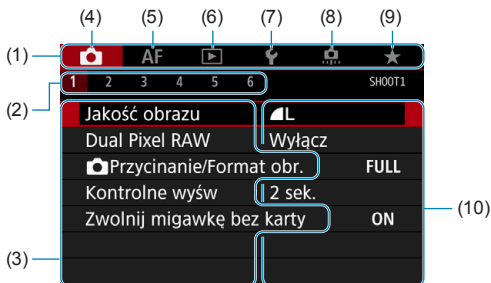 (4) (5) (6) (7) (8) (9)
(1) AF
(2) 1 2 3 4 5 6 SHOOT1
Jakość obrazu L
Dual Pixel RAW Wyłącz
Przycinanie/Format obr. FULL
Kontrolne wyśw 2 sek.
(10)
Zwolnij migawkę bez karty ON
(3)